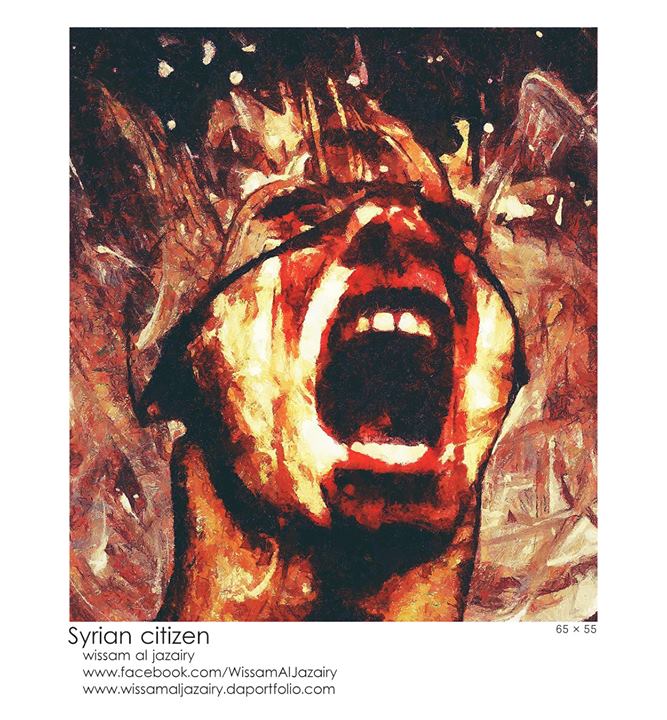 Syrian citizen
65 × 55
wissam al jazairy
www.facebook.com/WissamAlJazairy
www.wissamaljazairy.daportfolio.com